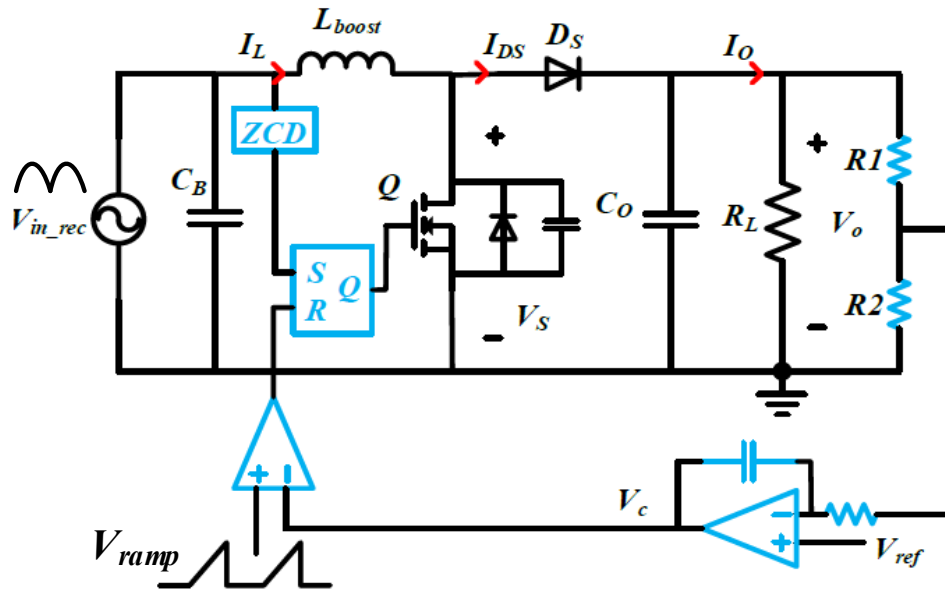 L_boost
I_L
I_DS
D_S
I_O
ZCD
+
+
R1
C_B
Q
C_O
R_L
V_o
V_in_rec
S
Q
R
R2
V_S
−
−
+ −
V_c
−
+
V_ref
V_ramp